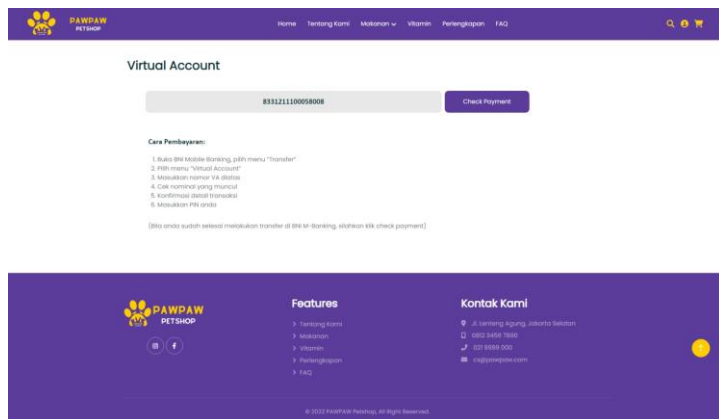 PAWPAW
PETSHOP
Home Tentang Kami Makanan Vitamin Perlengkapan FAQ
Virtual Account
8331211100058008
Check Payment
Cara Pembayaran:
1. Buka BNI Mobile Banking, pilih menu "Transfer"
2. Pilih menu "Virtual Account"
3. Masukkan nomor VA diatas
4. Cek nominal yang muncul
5. Konfirmasi detail transaksi
6. Masukkan PIN anda
(Bila anda sudah selesai melakukan transfer di BNI M-Banking, silahkan klik check payment)
PAWPAW
PETSHOP
Features
> Tentang Kami
> Makanan
> Vitamin
> Perlengkapan
> FAQ
Kontak Kami
Jl. Lenteng Agung, Jakarta Selatan
0812 3456 7890
021 8899 000
cs@pawpaw.com
© 2022 PAWPAW Petshop, All Right Reserved.